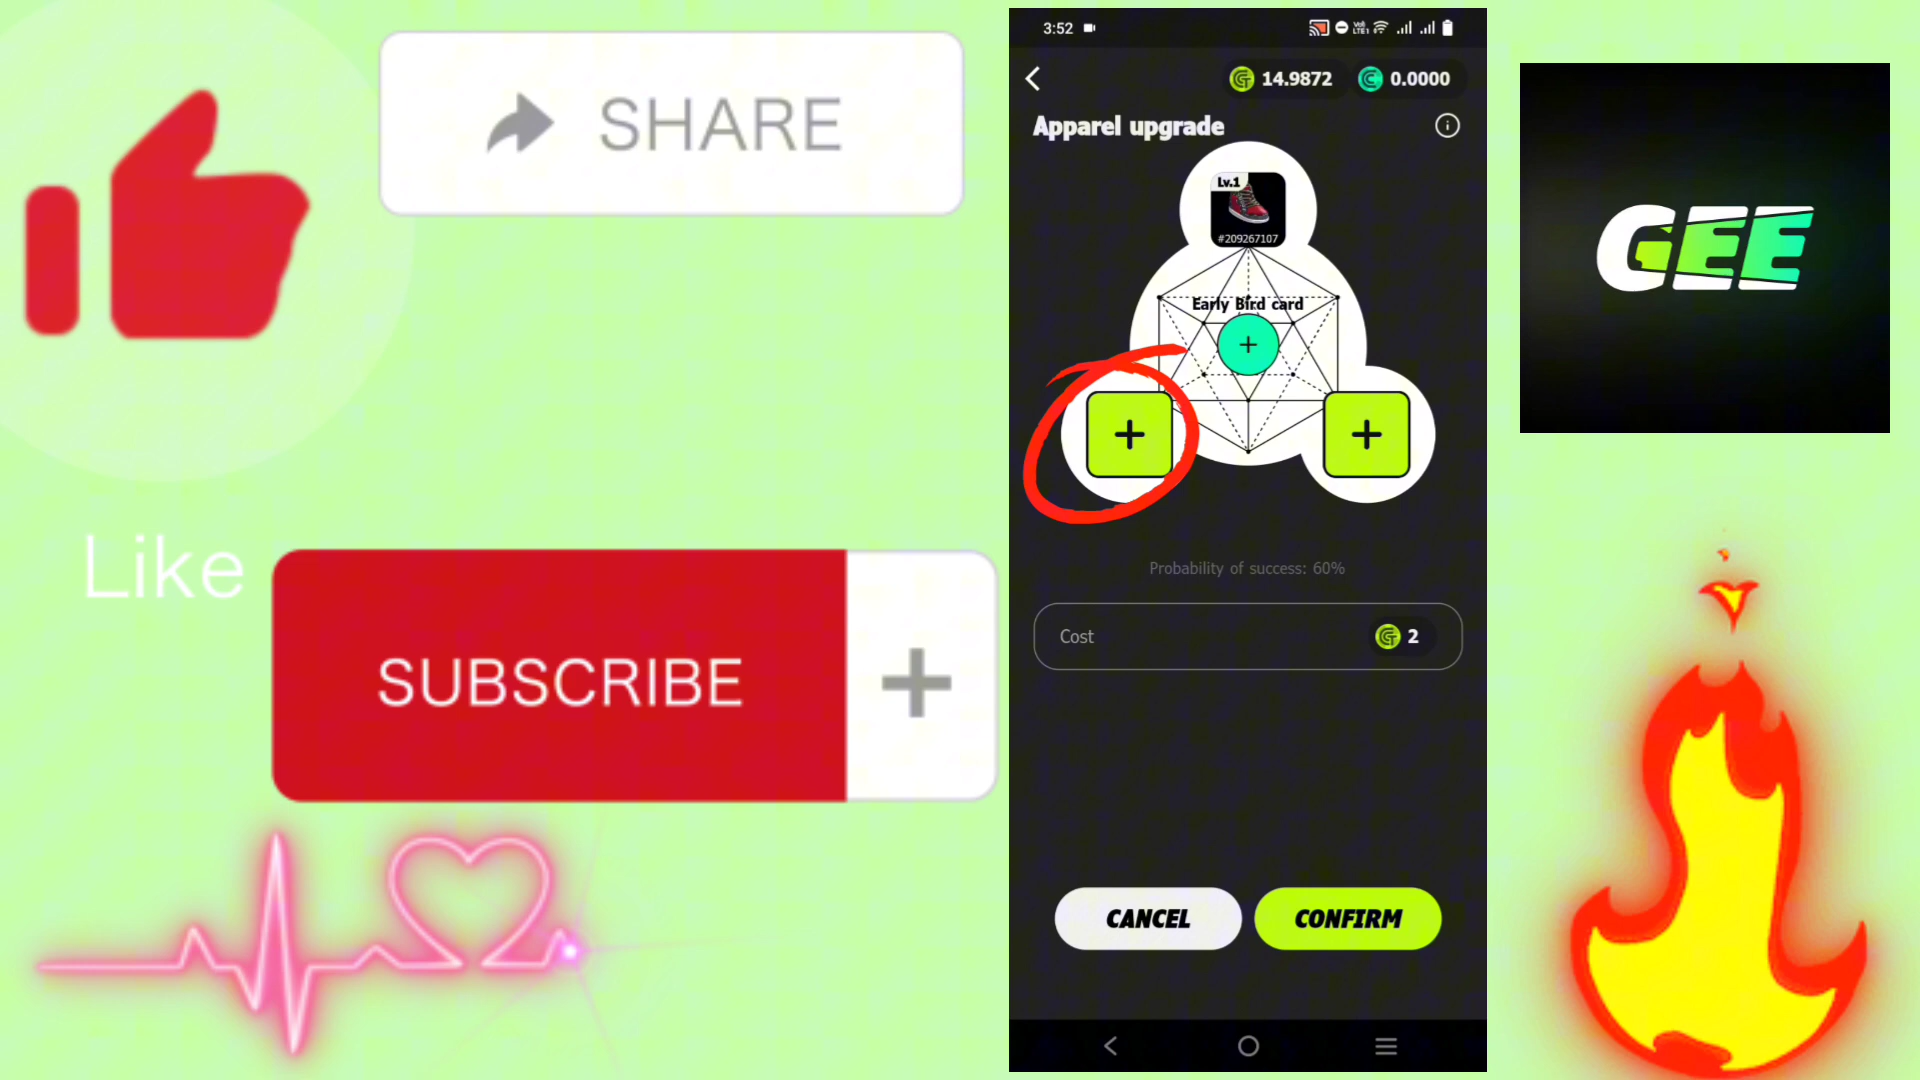 SHARE
Like
SUBSCRIBE
3:52
14.9872
0.0000
Apparel upgrade
Lv.1
#209267107
Early Bird card
Probability of success: 60%
Cost
2
CANCEL
CONFIRM
GEE